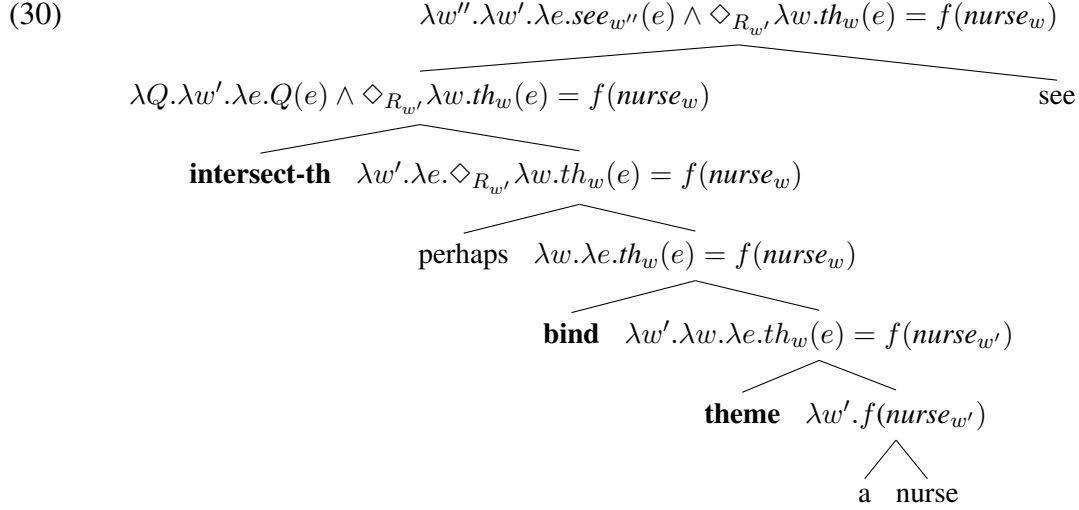 (30) λw''.λw'.λe.see_{w''}(e) ∧ ◇_{R_{w'}} λw.th_w(e) = f(nurse_w)
λQ.λw'.λe.Q(e) ∧ ◇_{R_{w'}} λw.th_w(e) = f(nurse_w) see
intersect-th λw'.λe.◇_{R_{w'}} λw.th_w(e) = f(nurse_w)
perhaps λw.λe.th_w(e) = f(nurse_w)
bind λw'.λw.λe.th_w(e) = f(nurse_{w'})
theme λw'.f(nurse_{w'})
a nurse